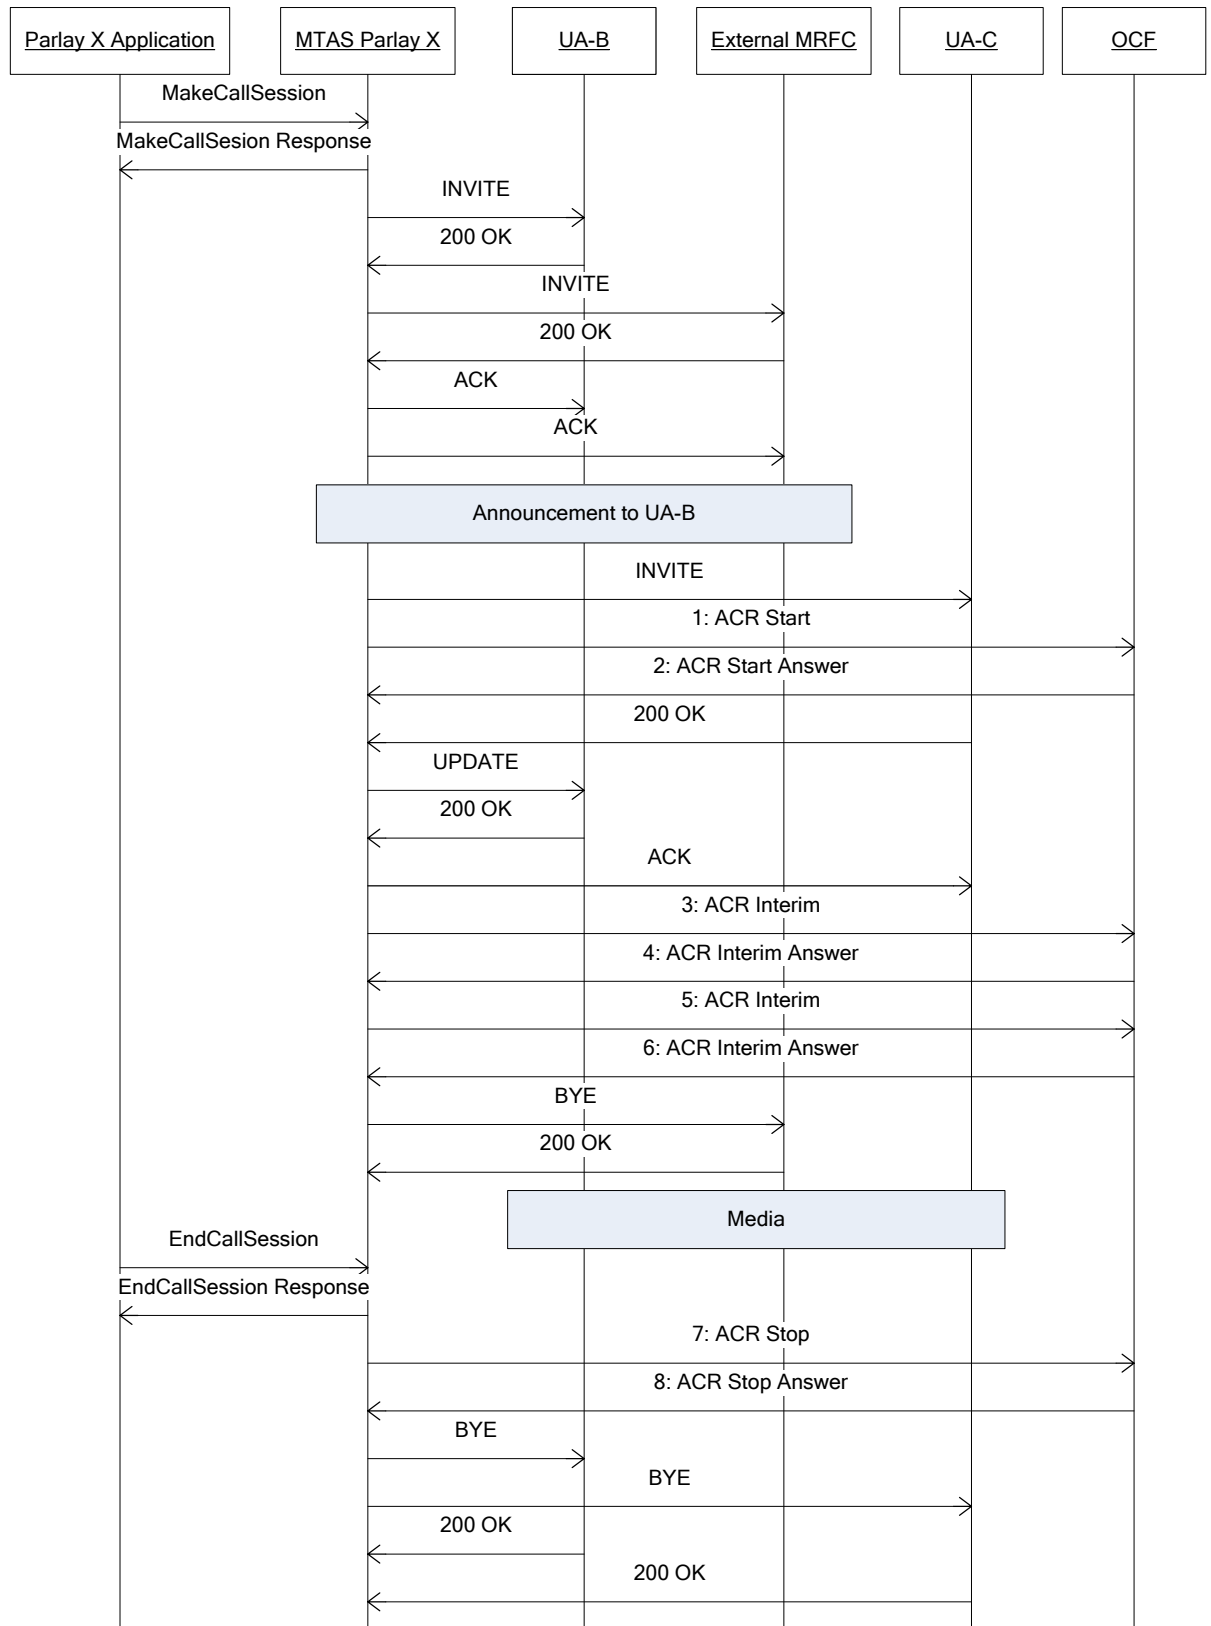 Parlay X Application
MTAS Parlay X
UA-B
External MRFC
UA-C
OCF
MakeCallSession
MakeCallSesion Response
INVITE
200 OK
INVITE
200 OK
ACK
ACK
Announcement to UA-B
INVITE
1: ACR Start
2: ACR Start Answer
200 OK
UPDATE
200 OK
ACK
3: ACR Interim
4: ACR Interim Answer
5: ACR Interim
6: ACR Interim Answer
BYE
200 OK
Media
EndCallSession
EndCallSession Response
7: ACR Stop
8: ACR Stop Answer
BYE
BYE
200 OK
200 OK